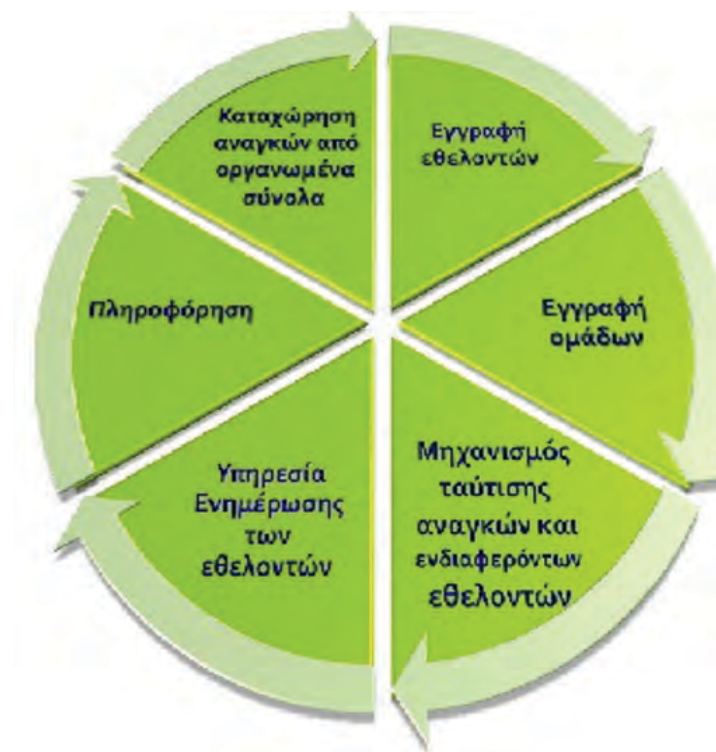 Καταχώρηση
αναγκών από
οργανωμένα
σύνολα
Εγγραφή
εθελοντών
Εγγραφή
ομάδων
Μηχανισμός
ταύτισης
αναγκών και
ενδιαφερόντων
εθελοντών
Υπηρεσία
Ενημέρωσης
των
εθελοντών
Πληροφόρηση